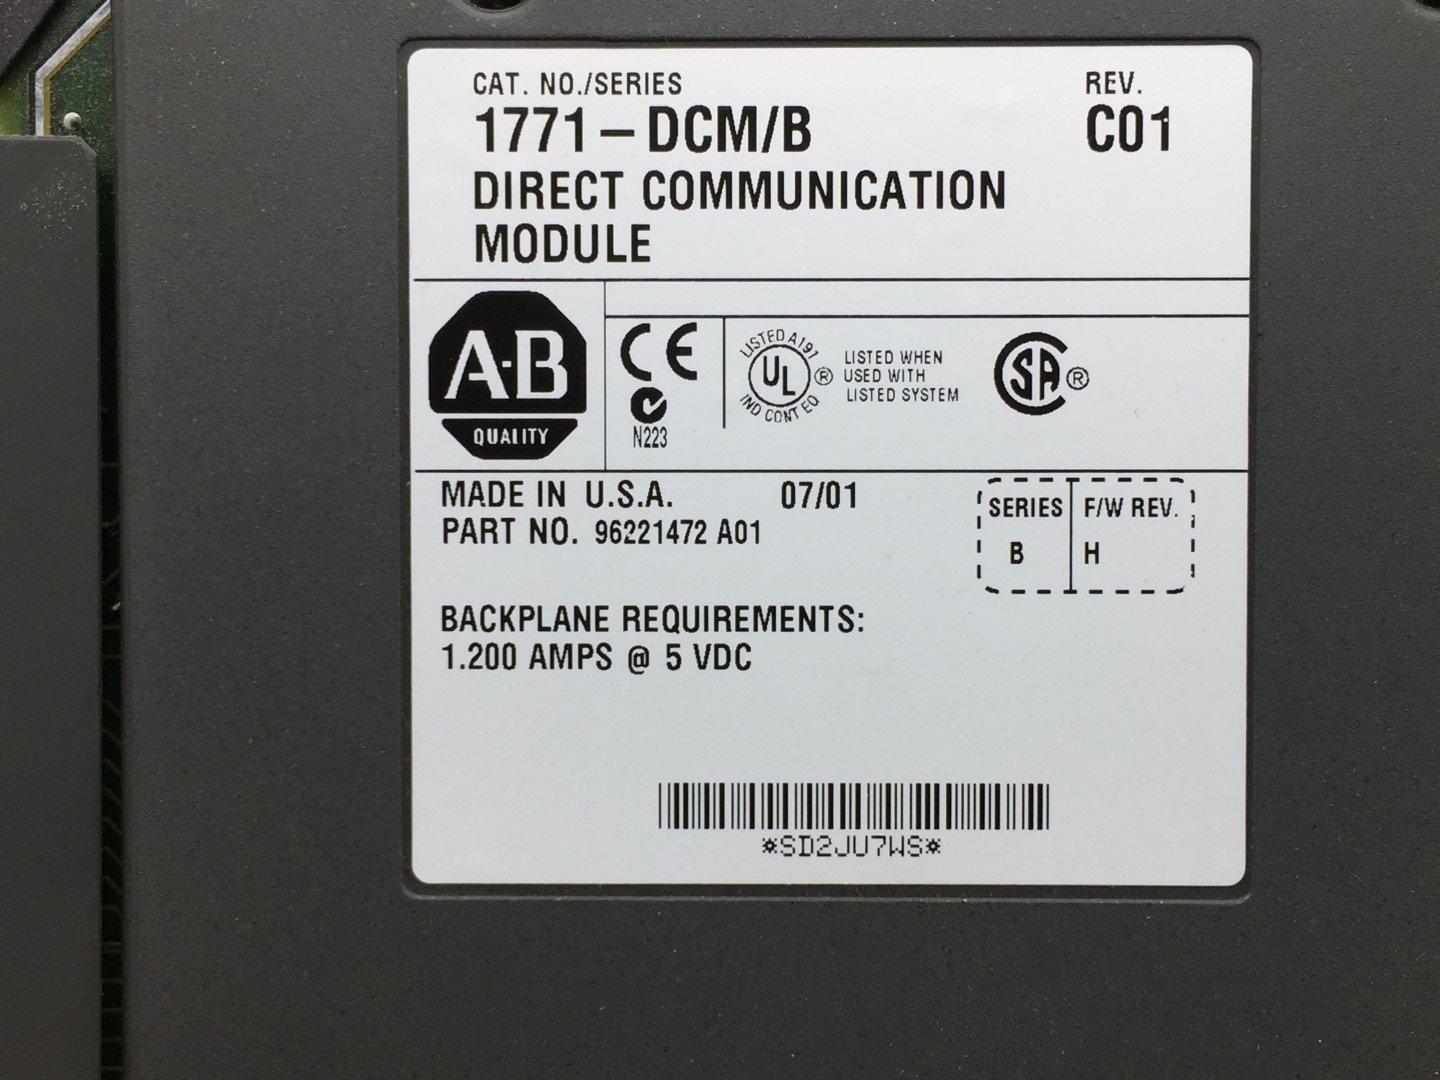 CAT. NO./SERIES
REV.
1771-DCM/B
C01
DIRECT COMMUNICATION
MODULE
A-B
QUALITY
CE
N223
LISTED A197
UL ®
IND CONT EQ
LISTED WHEN
USED WITH
LISTED SYSTEM
SA ®
MADE IN U.S.A. 07/01
PART NO. 96221472 A01
SERIES F/W REV.
B H
BACKPLANE REQUIREMENTS:
1.200 AMPS @ 5 VDC
*SD2JU7WS*